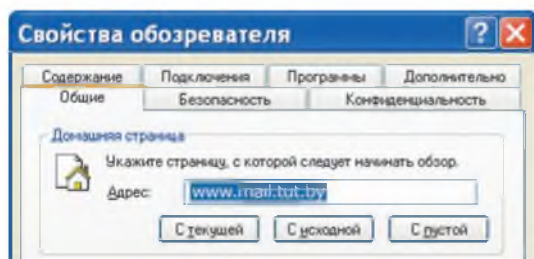 Свойства обозревателя
Содержание Подключения Программы Дополнительно
Общие Безопасность Конфиденциальность
Домашняя страница
Укажите страницу, с которой следует начинать обзор.
Адрес: www.mail.tut.by
С текущей С исходной С пустой